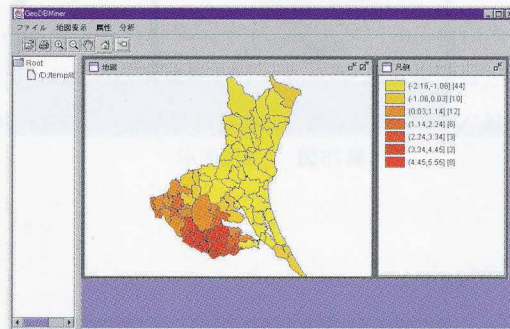 GeoDBMiner
ファイル 地図表示 属性 分析
Root
地図
凡例
(-2.16,-1.06) [44]
(-1.06,0.03) [10]
(0.03,1.14) [12]
(1.14,2.24) [6]
(2.24,3.34) [3]
(3.34,4.45) [2]
(4.45,5.56) [8]